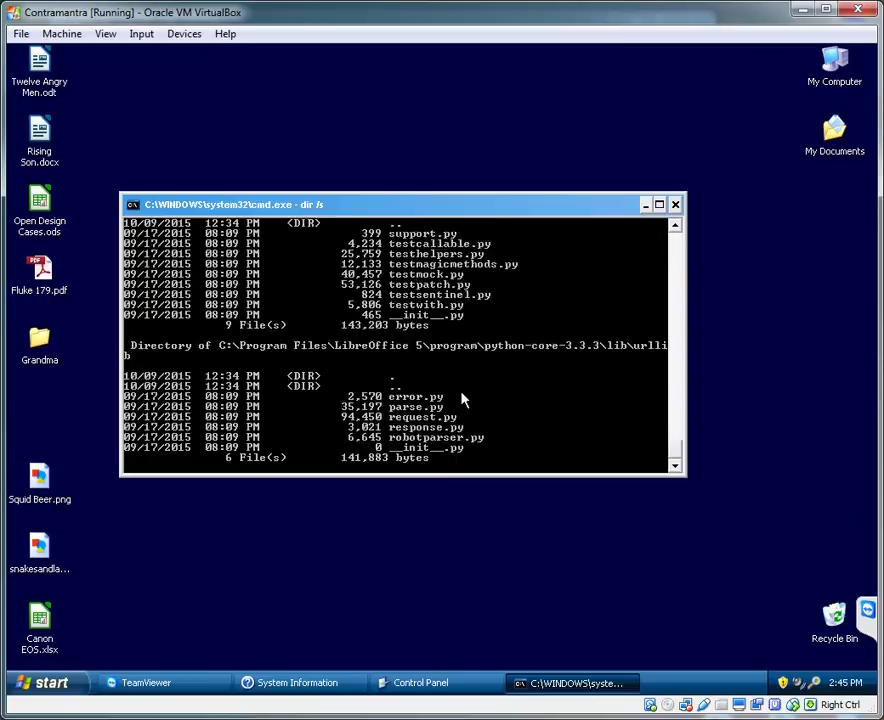 Contramantra [Running] - Oracle VM VirtualBox
File Machine View Input Devices Help
Twelve Angry
Men.odt
Rising
Son.docx
Open Design
Cases.ods
Fluke 179.pdf
Grandma
Squid Beer.png
snakesandla...
Canon
EOS.xlsx
My Computer
My Documents
Recycle Bin
C:\WINDOWS\system32\cmd.exe - dir /s
10/09/2015 12:34 PM <DIR> ..
09/17/2015 08:09 PM 399 support.py
09/17/2015 08:09 PM 4,234 testcallable.py
09/17/2015 08:09 PM 25,759 testhelpers.py
09/17/2015 08:09 PM 12,133 testmagicmethods.py
09/17/2015 08:09 PM 40,457 testmock.py
09/17/2015 08:09 PM 53,126 testpatch.py
09/17/2015 08:09 PM 824 testsentinel.py
09/17/2015 08:09 PM 5,806 testwith.py
09/17/2015 08:09 PM 465 __init__.py
9 File(s) 143,203 bytes
Directory of C:\Program Files\LibreOffice 5\program\python-core-3.3.3\lib\urlli
b
10/09/2015 12:34 PM <DIR> .
10/09/2015 12:34 PM <DIR> ..
09/17/2015 08:09 PM 2,570 error.py
09/17/2015 08:09 PM 35,197 parse.py
09/17/2015 08:09 PM 94,450 request.py
09/17/2015 08:09 PM 3,021 response.py
09/17/2015 08:09 PM 6,645 robotparser.py
09/17/2015 08:09 PM 0 __init__.py
6 File(s) 141,883 bytes
start TeamViewer System Information Control Panel C:\WINDOWS\syste... 2:45 PM
Right Ctrl